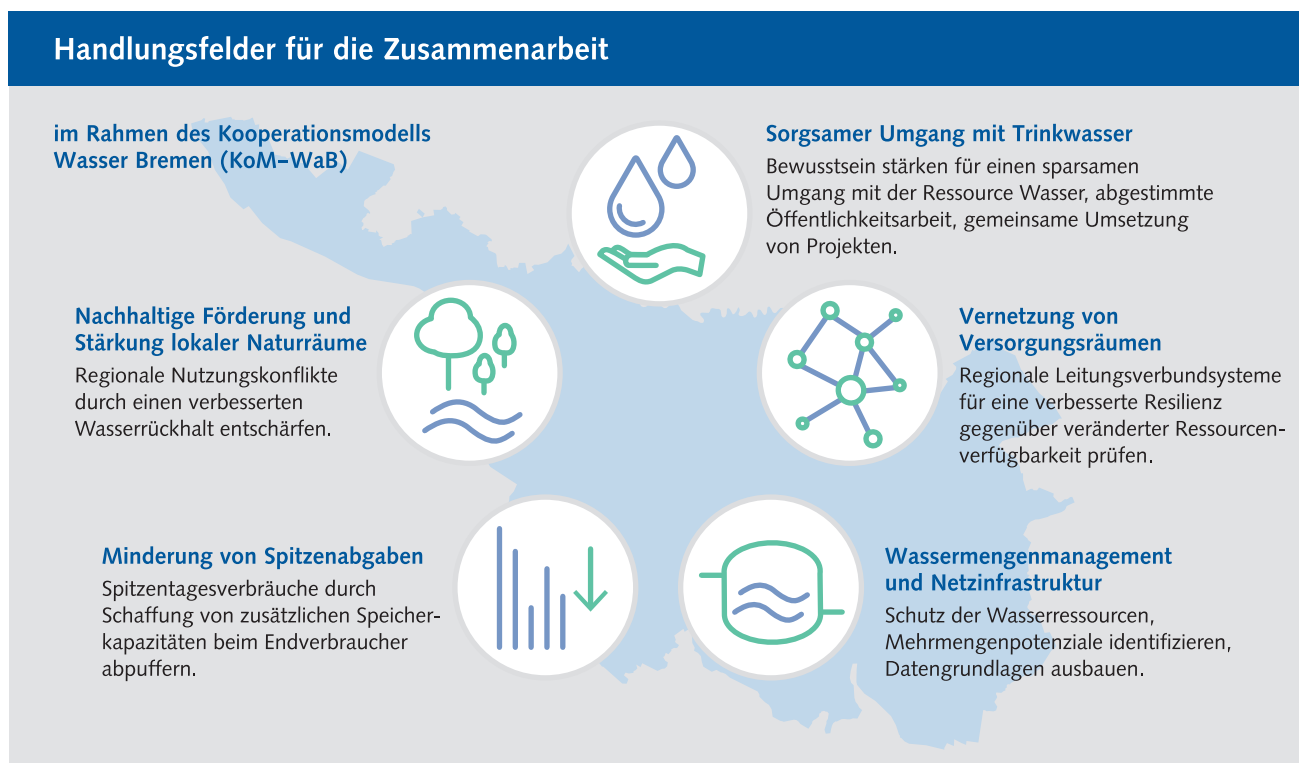 Handlungsfelder für die Zusammenarbeit
im Rahmen des Kooperationsmodells
Wasser Bremen (KoM–WaB)
Sorgsamer Umgang mit Trinkwasser
Bewusstsein stärken für einen sparsamen
Umgang mit der Ressource Wasser, abgestimmte
Öffentlichkeitsarbeit, gemeinsame Umsetzung
von Projekten.
Nachhaltige Förderung und
Stärkung lokaler Naturräume
Regionale Nutzungskonflikte
durch einen verbesserten
Wasserrückhalt entschärfen.
Vernetzung von
Versorgungsräumen
Regionale Leitungsverbundsysteme
für eine verbesserte Resilienz
gegenüber veränderter Ressourcen-
verfügbarkeit prüfen.
Minderung von Spitzenabgaben
Spitzentagesverbräuche durch
Schaffung von zusätzlichen Speicher-
kapazitäten beim Endverbraucher
abpuffern.
Wassermengenmanagement
und Netzinfrastruktur
Schutz der Wasserressourcen,
Mehrmengenpotenziale identifizieren,
Datengrundlagen ausbauen.